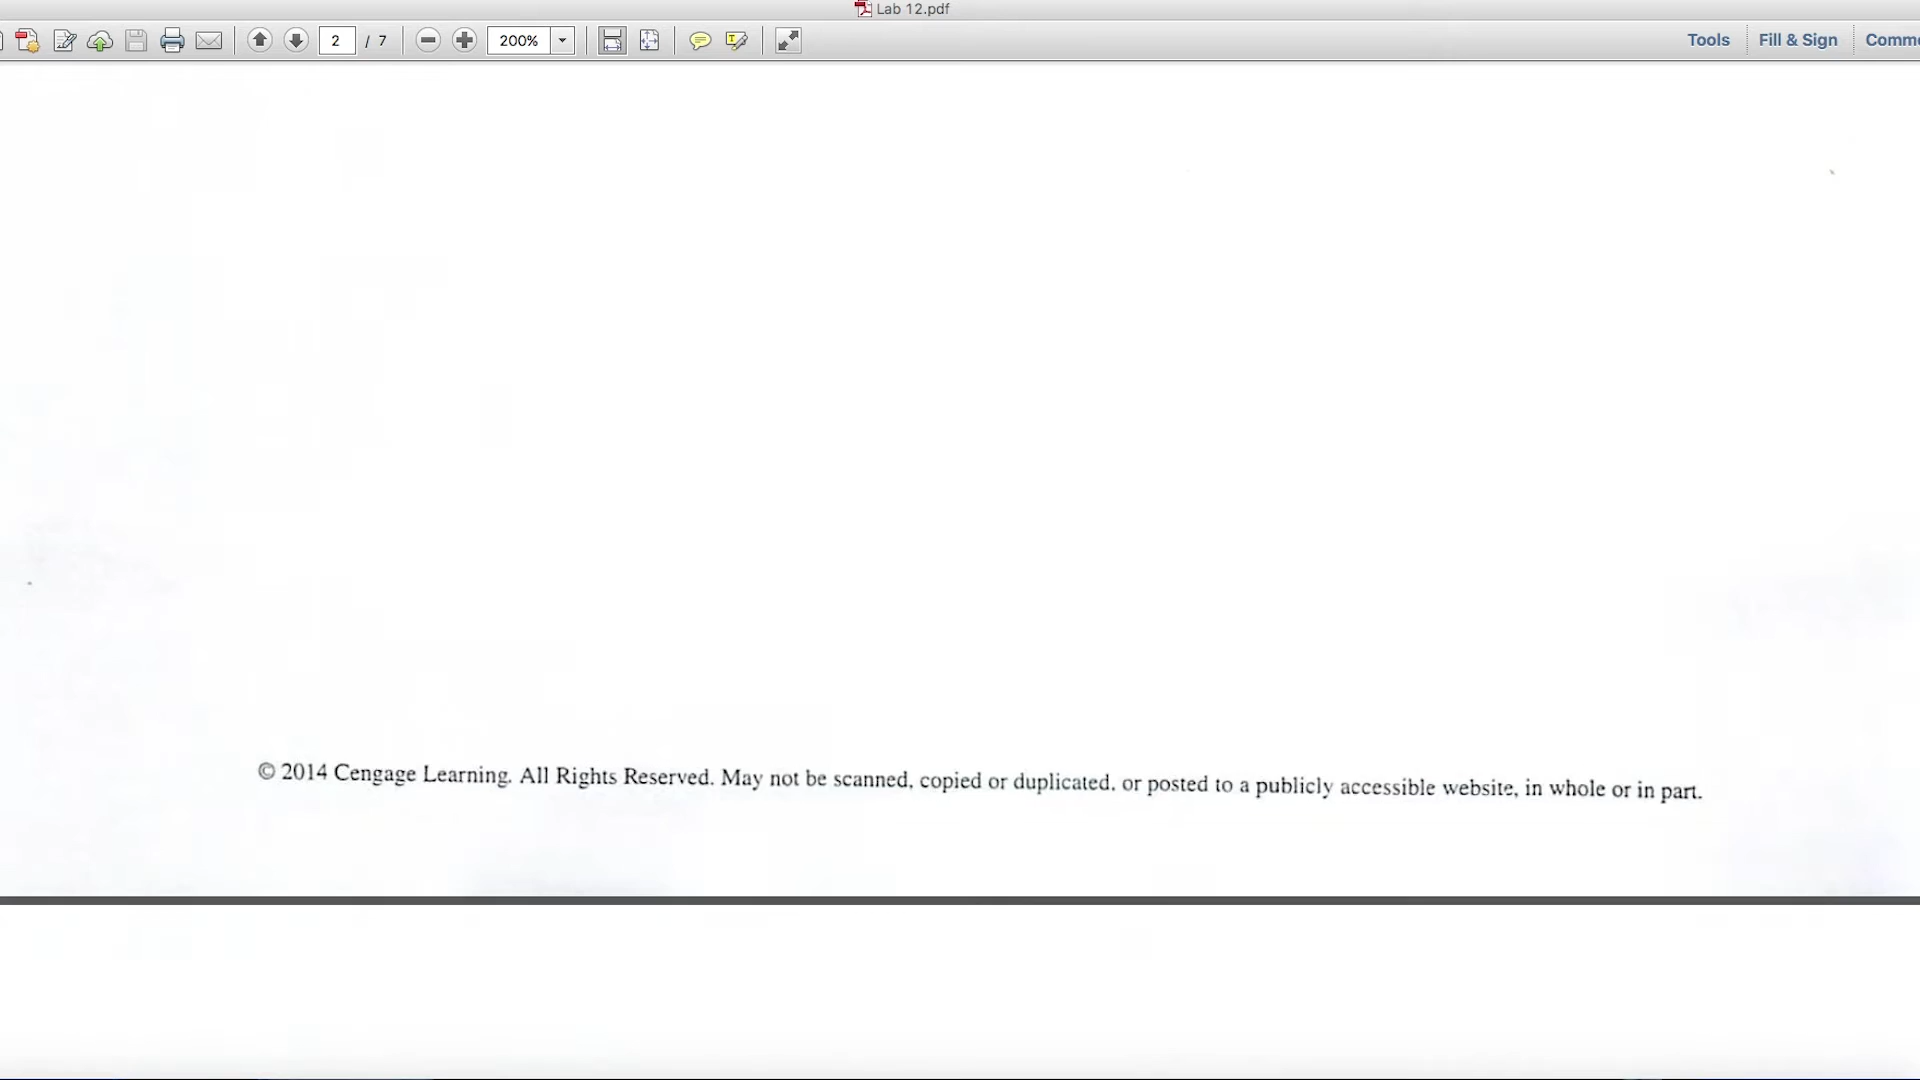 Lab 12.pdf
2 / 7 200% Tools Fill & Sign Comme
© 2014 Cengage Learning. All Rights Reserved. May not be scanned, copied or duplicated, or posted to a publicly accessible website, in whole or in part.